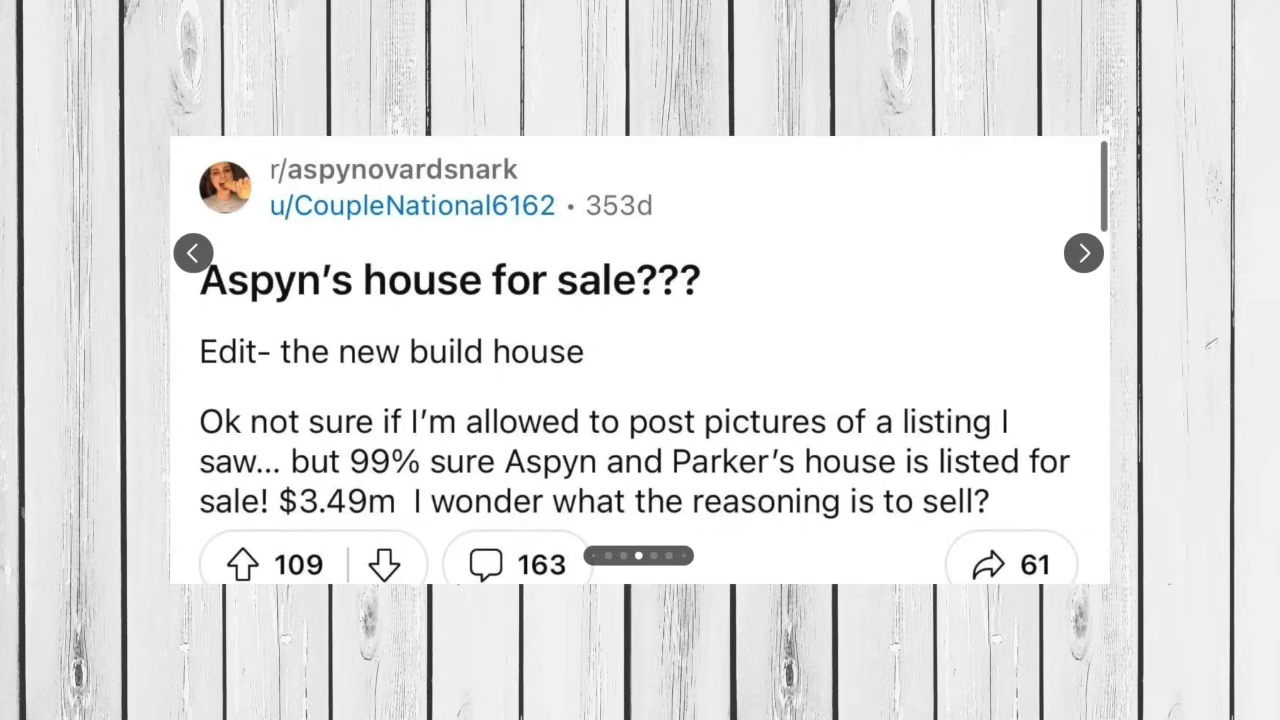 r/aspynovardsnark
u/CoupleNational6162 • 353d
Aspyn’s house for sale???
Edit- the new build house
Ok not sure if I’m allowed to post pictures of a listing I
saw... but 99% sure Aspyn and Parker’s house is listed for
sale! $3.49m  I wonder what the reasoning is to sell?
109 163 61